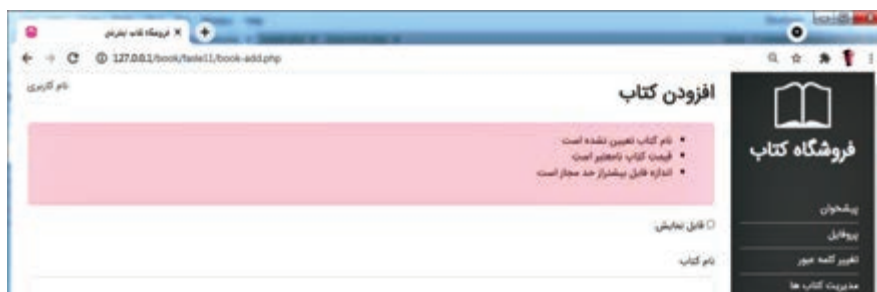 فروشگاه کتاب اینترنتی
127.0.0.1/book/fasle11/book-add.php
نام کاربری
افزودن کتاب
نام کتاب تعیین نشده است
قیمت کتاب نامعتبر است
اندازه فایل بیشتراز حد مجاز است
قابل نمایش:
نام کتاب
فروشگاه کتاب
پیشخوان
پروفایل
تغییر کلمه عبور
مدیریت کتاب ها